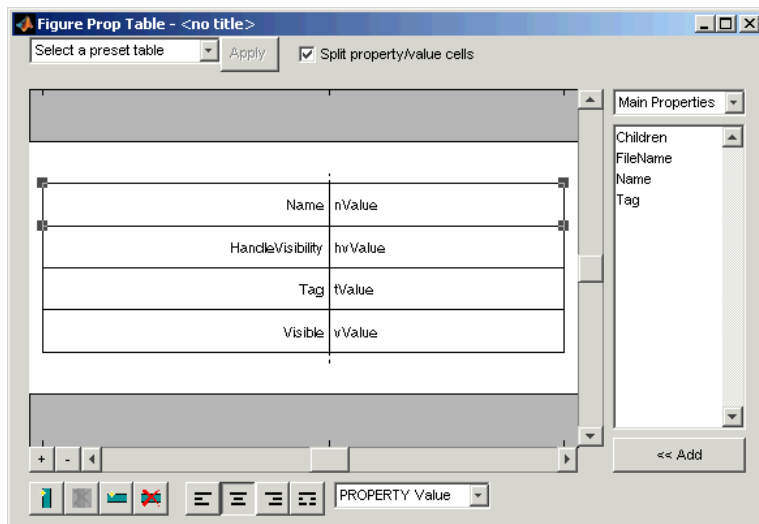 Figure Prop Table - <no title>
Select a preset table Apply Split property/value cells
Main Properties
Children
FileName
Name
Tag
Name nValue
HandleVisibility hvValue
Tag tValue
Visible vValue
+ -
<< Add
PROPERTY Value